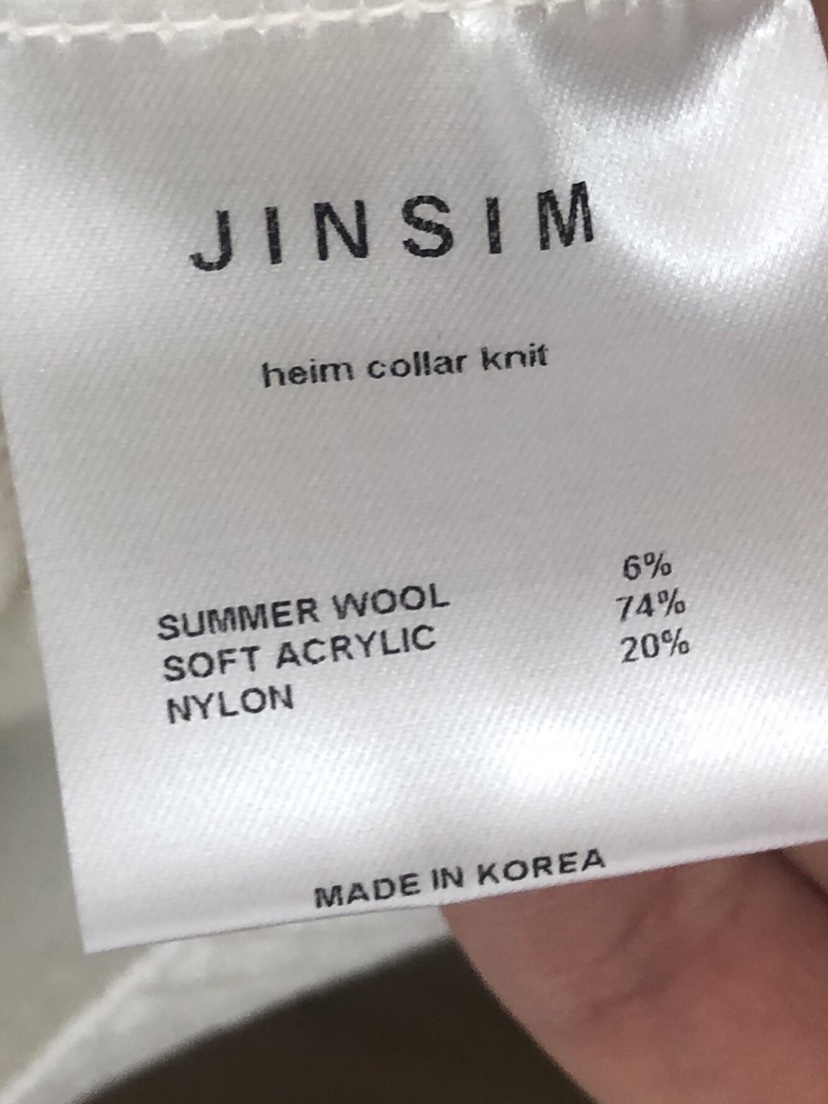 JINSIM
heim collar knit
SUMMER WOOL 6%
SOFT ACRYLIC 74%
NYLON 20%
MADE IN KOREA